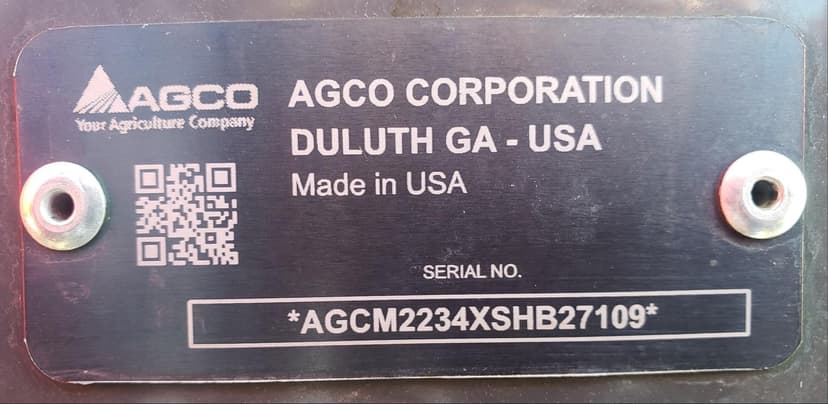 AGCO
Your Agriculture Company
AGCO CORPORATION
DULUTH GA - USA
Made in USA
SERIAL NO.
*AGCM2234XSHB27109*